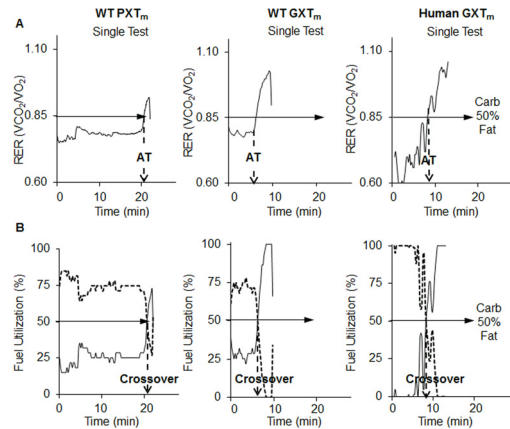 WT PXTm WT GXTm Human GXTm
A Single Test Single Test Single Test
1.10 1.10 1.10
RER (VCO2/VO2) RER (VCO2/VO2) RER (VCO2/VO2)
0.85 0.85 0.85
Carb
50%
Fat
AT AT AT
0.60 0.60 0.60
0 10 20 0 10 20 0 10 20 30
Time (min) Time (min) Time (min)
B
100 100 100
Fuel Utilization (%) Fuel Utilization (%) Fuel Utilization (%)
75 75 75
50 50 50
Carb
50%
Fat
25 25 25
Crossover Crossover Crossover
0 0 0
0 10 20 0 10 20 0 10 20 30
Time (min) Time (min) Time (min)